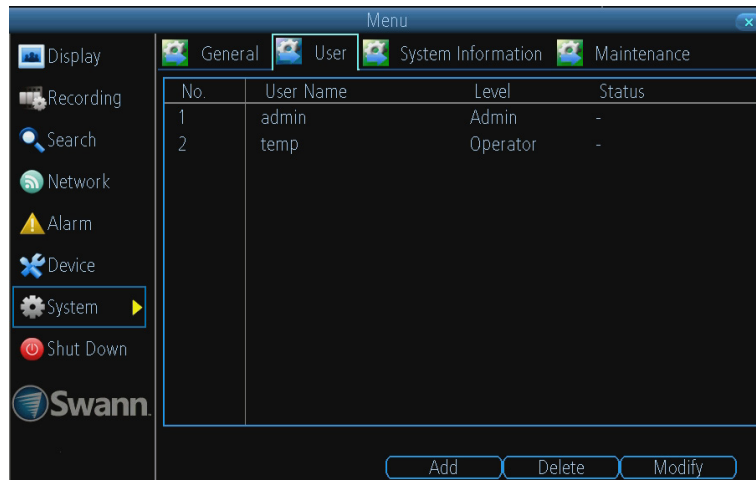 Menu
Display
Recording
Search
Network
Alarm
Device
System
Shut Down
Swann
General User System Information Maintenance
No. User Name Level Status
1 admin Admin -
2 temp Operator -
Add Delete Modify